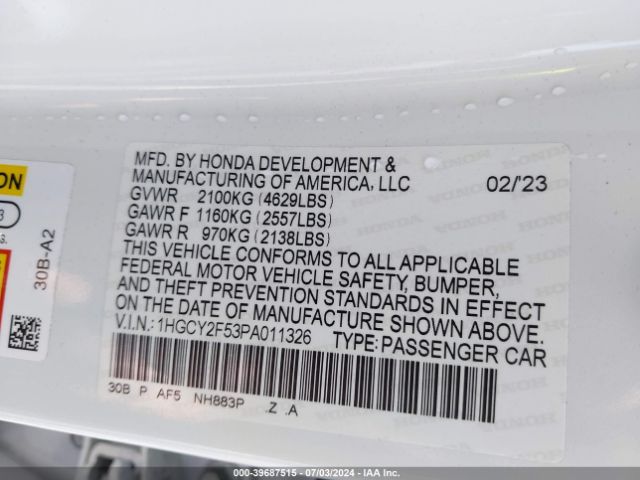 MFD. BY HONDA DEVELOPMENT &
MANUFACTURING OF AMERICA, LLC 02/'23
GVWR 2100KG (4629LBS)
GAWR F 1160KG (2557LBS)
GAWR R 970KG (2138LBS)
THIS VEHICLE CONFORMS TO ALL APPLICABLE
FEDERAL MOTOR VEHICLE SAFETY, BUMPER,
AND THEFT PREVENTION STANDARDS IN EFFECT
ON THE DATE OF MANUFACTURE SHOWN ABOVE.
V.I.N.: 1HGCY2F53PA011326 TYPE: PASSENGER CAR
30B P AF5 NH883P .Z .A
ON
3
30B-A2
000-39687515 - 07/03/2024 - IAA Inc.